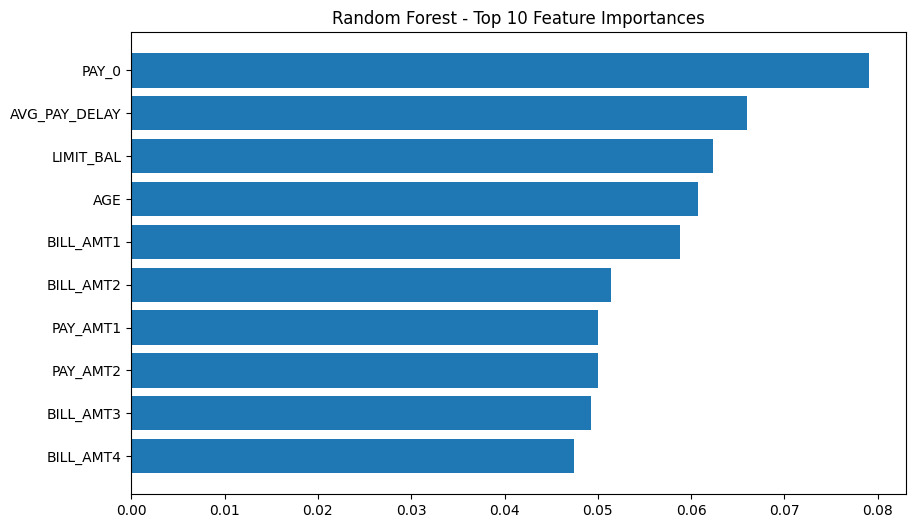 Random Forest - Top 10 Feature Importances
PAY_0
AVG_PAY_DELAY
LIMIT_BAL
AGE
BILL_AMT1
BILL_AMT2
PAY_AMT1
PAY_AMT2
BILL_AMT3
BILL_AMT4
0.00 0.01 0.02 0.03 0.04 0.05 0.06 0.07 0.08